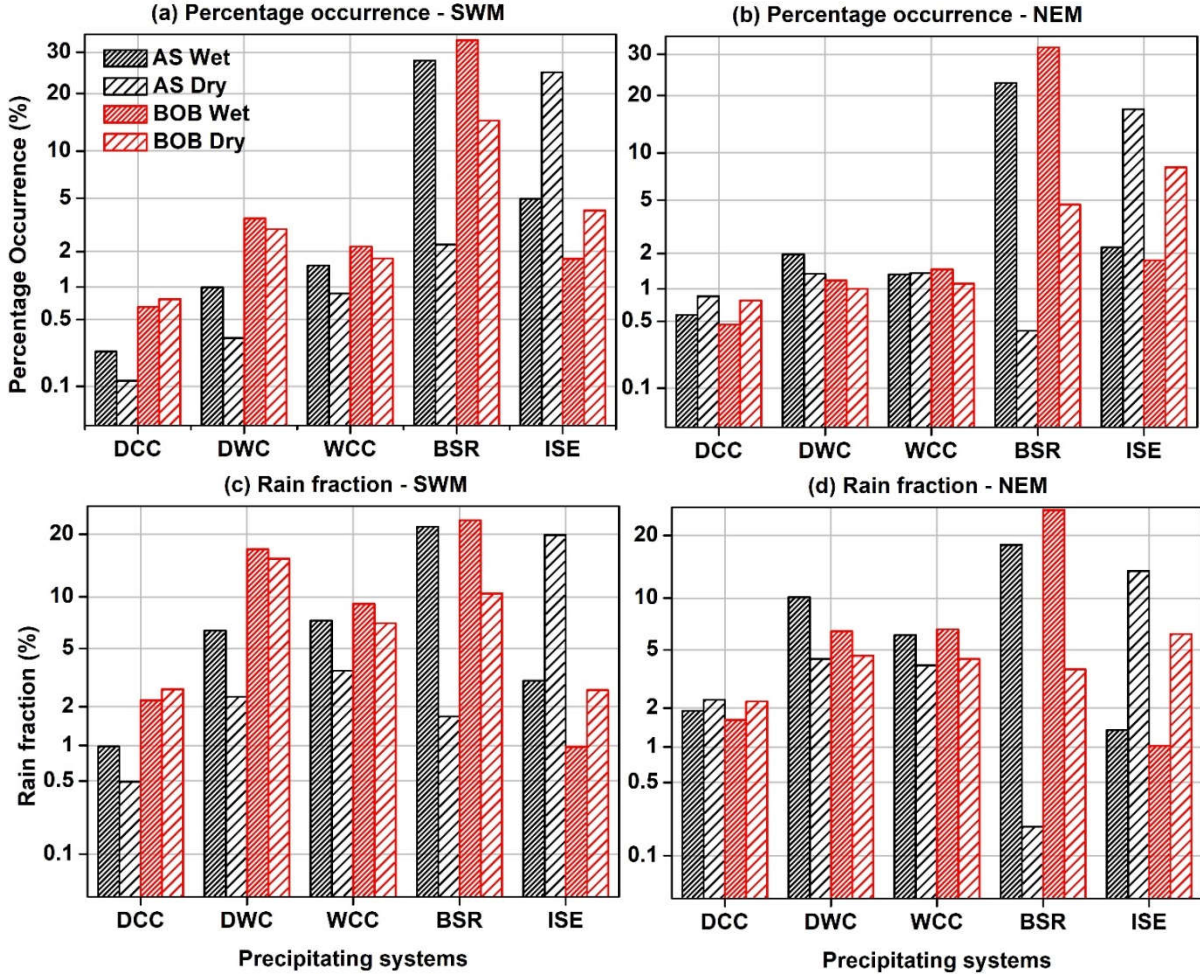 (a) Percentage occurrence - SWM
Percentage Occurrence (%)
30
20
10
5
2
1
0.5
0.1
AS Wet
AS Dry
BOB Wet
BOB Dry
DCC DWC WCC BSR ISE
(b) Percentage occurrence - NEM
30
20
10
5
2
1
0.5
0.1
DCC DWC WCC BSR ISE
(c) Rain fraction - SWM
Rain fraction (%)
20
10
5
2
1
0.5
0.1
DCC DWC WCC BSR ISE
Precipitating systems
(d) Rain fraction - NEM
20
10
5
2
1
0.5
0.1
DCC DWC WCC BSR ISE
Precipitating systems